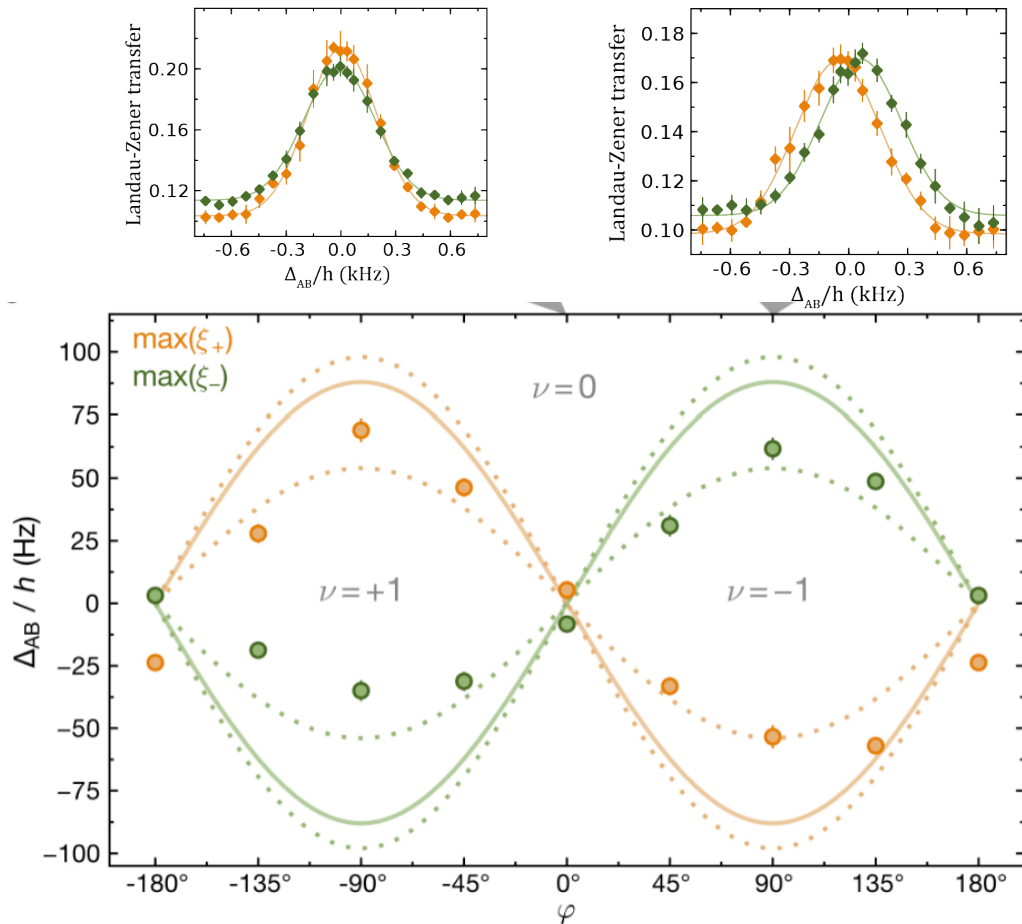 Landau-Zener transfer
0.20
0.16
0.12
-0.6 -0.3 0.0 0.3 0.6
Δ_AB/h (kHz)
Landau-Zener transfer
0.18
0.16
0.14
0.12
0.10
-0.6 -0.3 0.0 0.3 0.6
Δ_AB/h (kHz)
max(ξ₊)
max(ξ₋)
ν=0
ν=+1
ν=−1
Δ_AB / h (Hz)
100
75
50
25
0
−25
−50
−75
−100
-180° -135° -90° -45° 0° 45° 90° 135° 180°
φ